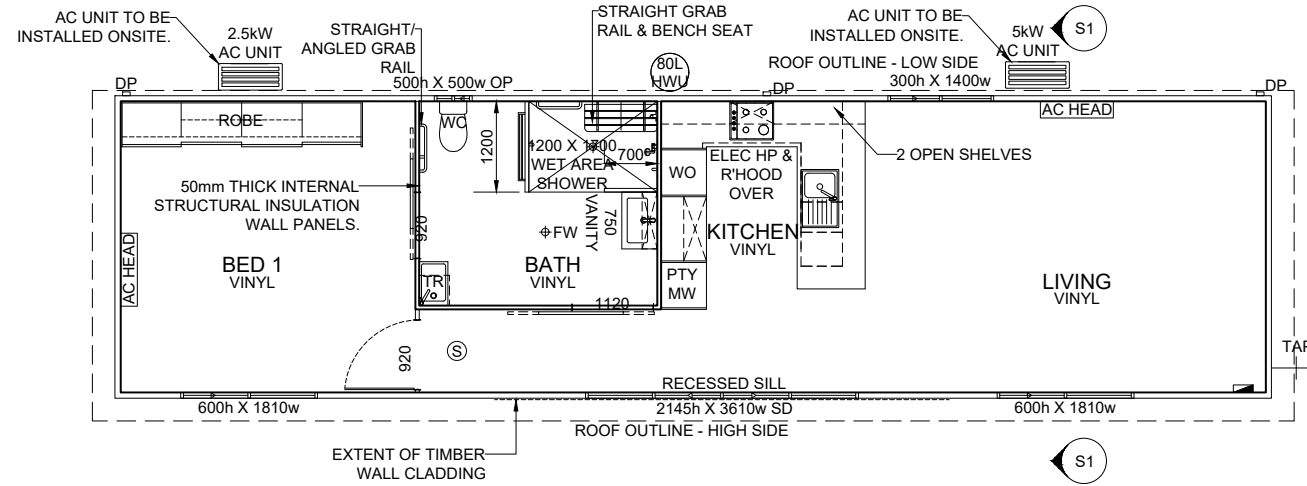 AC UNIT TO BE
INSTALLED ONSITE.
2.5kW
AC UNIT
STRAIGHT/
ANGLED GRAB
RAIL
STRAIGHT GRAB
RAIL & BENCH SEAT
80L
HWU
AC UNIT TO BE
INSTALLED ONSITE.
5kW
AC UNIT
S1
ROOF OUTLINE - LOW SIDE
DP
500h X 500w OP
DP
300h X 1400w
DP
ROBE
WC
1200
1200 X 1700
WET AREA
SHOWER
700
AC HEAD
2 OPEN SHELVES
WO
ELEC HP &
R'HOOD
OVER
50mm THICK INTERNAL
STRUCTURAL INSULATION
WALL PANELS.
920
FW
VANITY
750
KITCHEN
VINYL
AC HEAD
BED 1
VINYL
BATH
VINYL
TR
PTY
MW
LIVING
VINYL
1120
920
S
TAP
RECESSED SILL
600h X 1810w
2145h X 3610w SD
600h X 1810w
ROOF OUTLINE - HIGH SIDE
EXTENT OF TIMBER
WALL CLADDING
S1